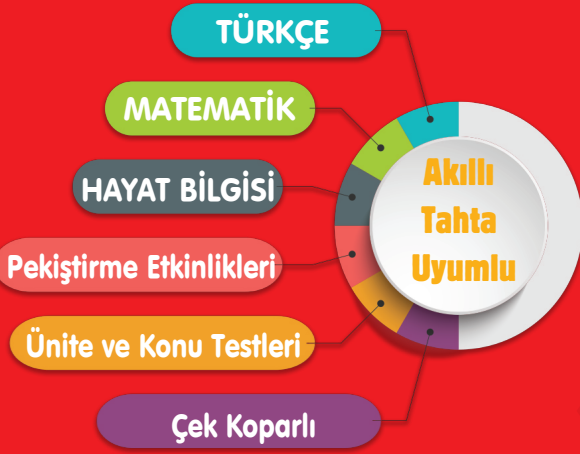 TÜRKÇE
MATEMATİK
HAYAT BİLGİSİ
Pekiştirme Etkinlikleri
Ünite ve Konu Testleri
Çek Koparlı
Akıllı
Tahta
Uyumlu